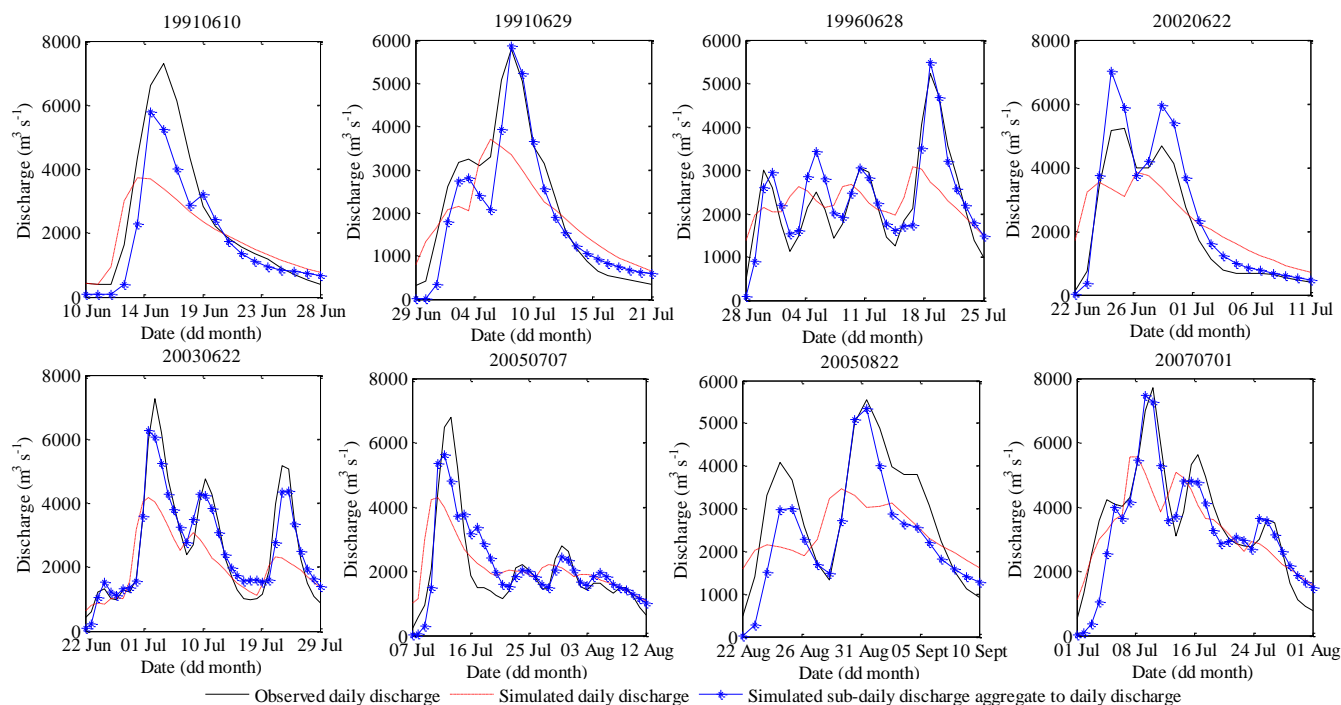 19910610
19910629
19960628
20020622
Discharge (m³ s⁻¹)
8000
6000
4000
2000
0
10 Jun 14 Jun 19 Jun 23 Jun 28 Jun
Date (dd month)
Discharge (m³ s⁻¹)
6000
5000
4000
3000
2000
1000
0
29 Jun 04 Jul 10 Jul 15 Jul 21 Jul
Date (dd month)
Discharge (m³ s⁻¹)
6000
5000
4000
3000
2000
1000
0
28 Jun 04 Jul 11 Jul 18 Jul 25 Jul
Date (dd month)
Discharge (m³ s⁻¹)
8000
6000
4000
2000
0
22 Jun 26 Jun 01 Jul 06 Jul 11 Jul
Date (dd month)
20030622
20050707
20050822
20070701
Discharge (m³ s⁻¹)
8000
6000
4000
2000
0
22 Jun 01 Jul 10 Jul 19 Jul 29 Jul
Date (dd month)
Discharge (m³ s⁻¹)
8000
6000
4000
2000
0
07 Jul 16 Jul 25 Jul 03 Aug 12 Aug
Date (dd month)
Discharge (m³ s⁻¹)
6000
5000
4000
3000
2000
1000
0
22 Aug 26 Aug 31 Aug 05 Sept 10 Sept
Date (dd month)
Discharge (m³ s⁻¹)
8000
6000
4000
2000
0
01 Jul 08 Jul 16 Jul 24 Jul 01 Aug
Date (dd month)
Observed daily discharge Simulated daily discharge Simulated sub-daily discharge aggregate to daily discharge